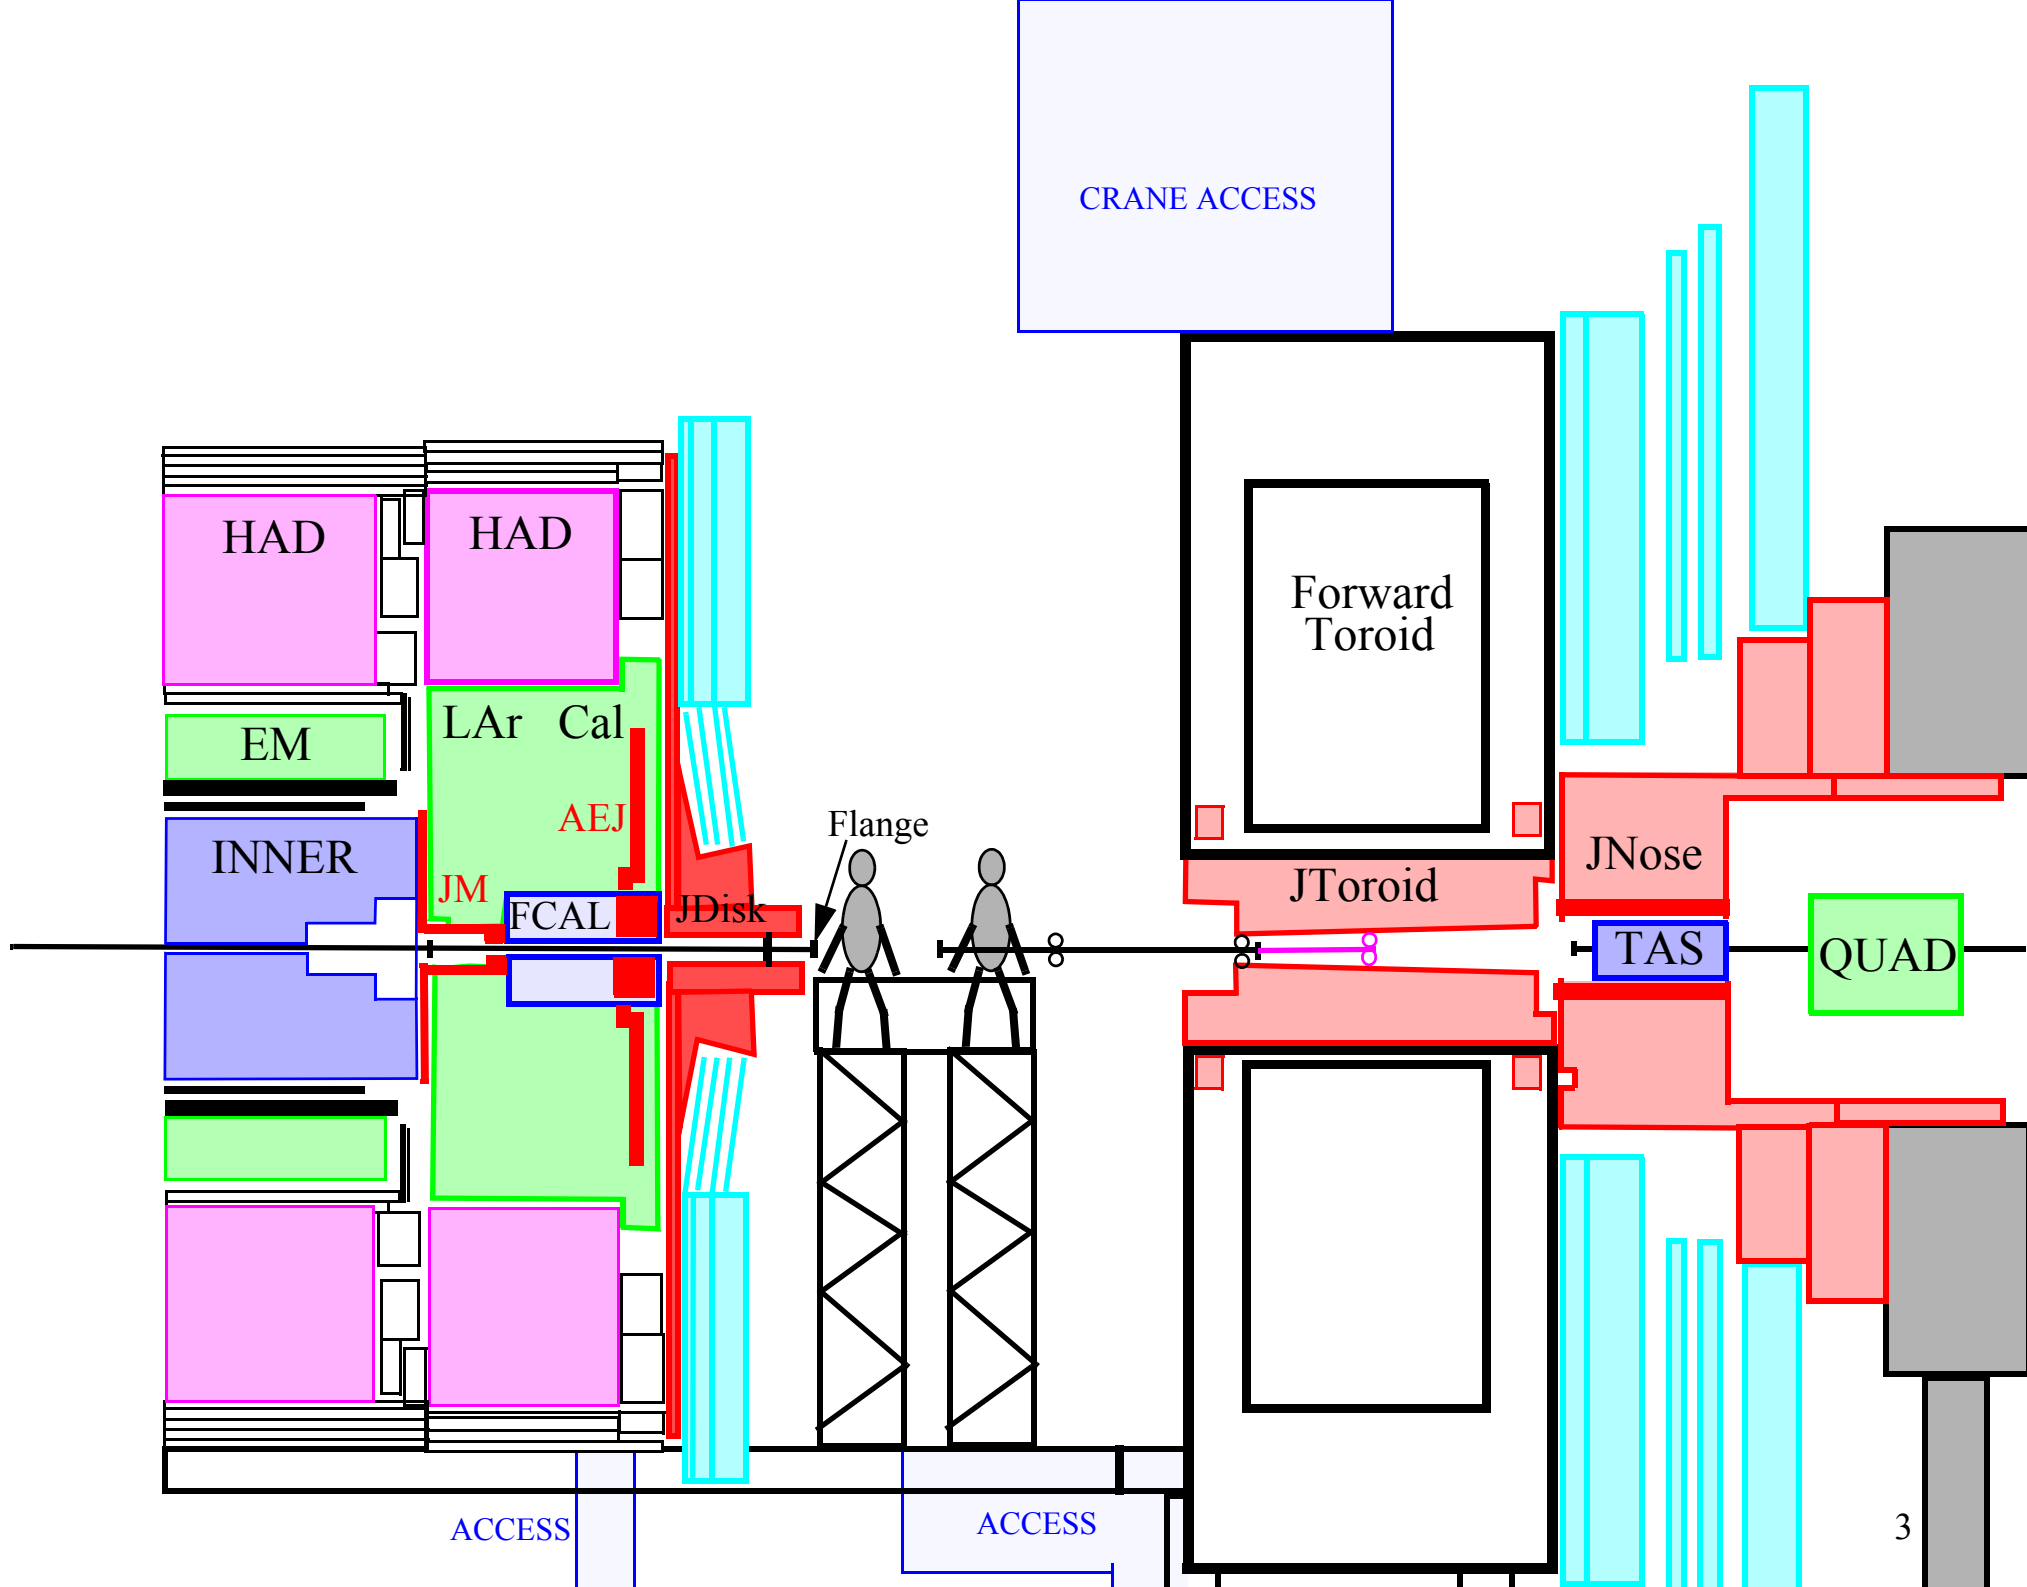 CRANE ACCESS
HAD
HAD
Forward
Toroid
LAr Cal
EM
AEJ
Flange
INNER
JM
JNose
JToroid
FCAL
JDisk
TAS
QUAD
ACCESS
ACCESS
3